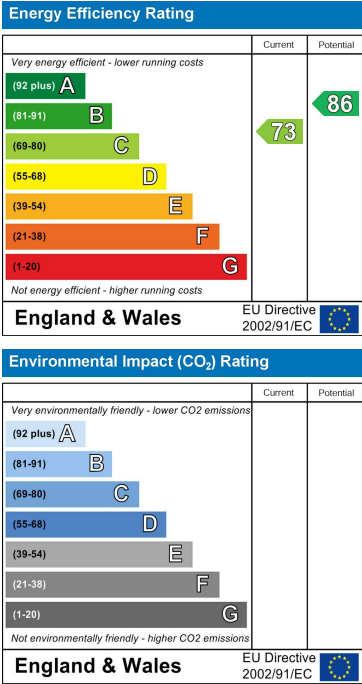 Energy Efficiency Rating
Current Potential
Very energy efficient - lower running costs
(92 plus) A
(81-91) B
(69-80) C
(55-68) D
(39-54) E
(21-38) F
(1-20) G
73
86
Not energy efficient - higher running costs
England & Wales
EU Directive
2002/91/EC
Environmental Impact (CO₂) Rating
Current Potential
Very environmentally friendly - lower CO2 emissions
(92 plus) A
(81-91) B
(69-80) C
(55-68) D
(39-54) E
(21-38) F
(1-20) G
Not environmentally friendly - higher CO2 emissions
England & Wales
EU Directive
2002/91/EC